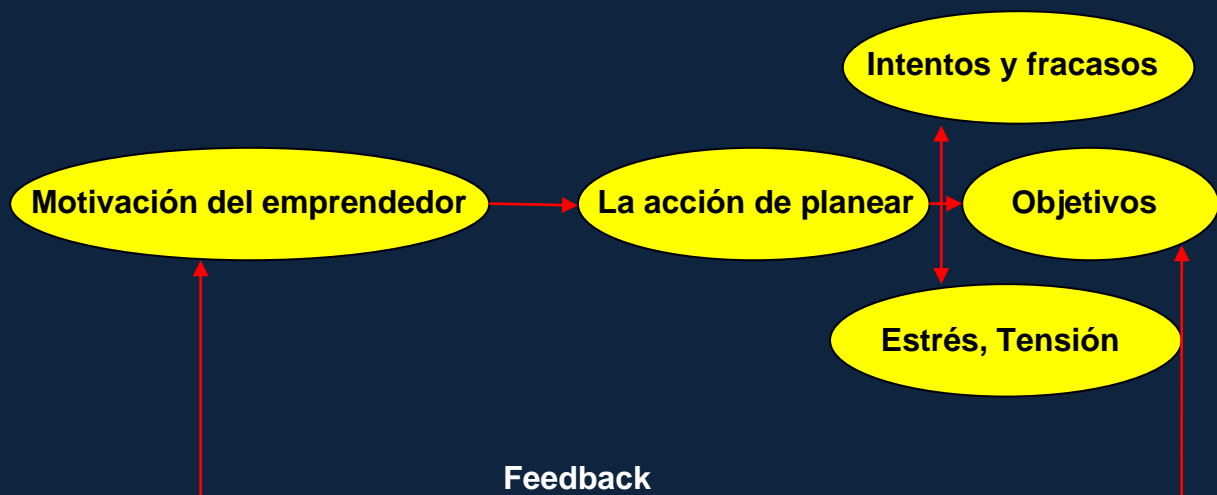 Intentos y fracasos
Motivación del emprendedor
La acción de planear
Objetivos
Estrés, Tensión
Feedback